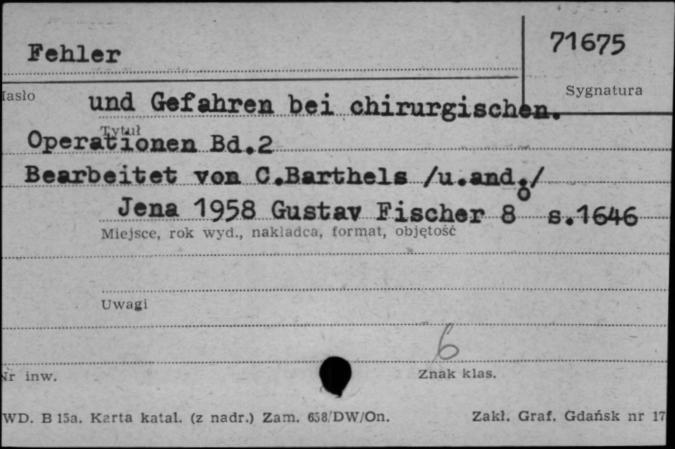 Fehler
71675
Hasło
Sygnatura
und Gefahren bei chirurgischen.
Tytuł
Operationen Bd.2
Bearbeitet von C.Barthels /u.and./
Jena 1958 Gustav Fischer 8° s.1646
Miejsce, rok wyd., nakładca, format, objętość
Uwagi
6
Nr inw.
Znak klas.
WD. B 15a. Karta katal. (z nadr.) Zam. 658/DW/On.
Zakł. Graf. Gdańsk nr 17